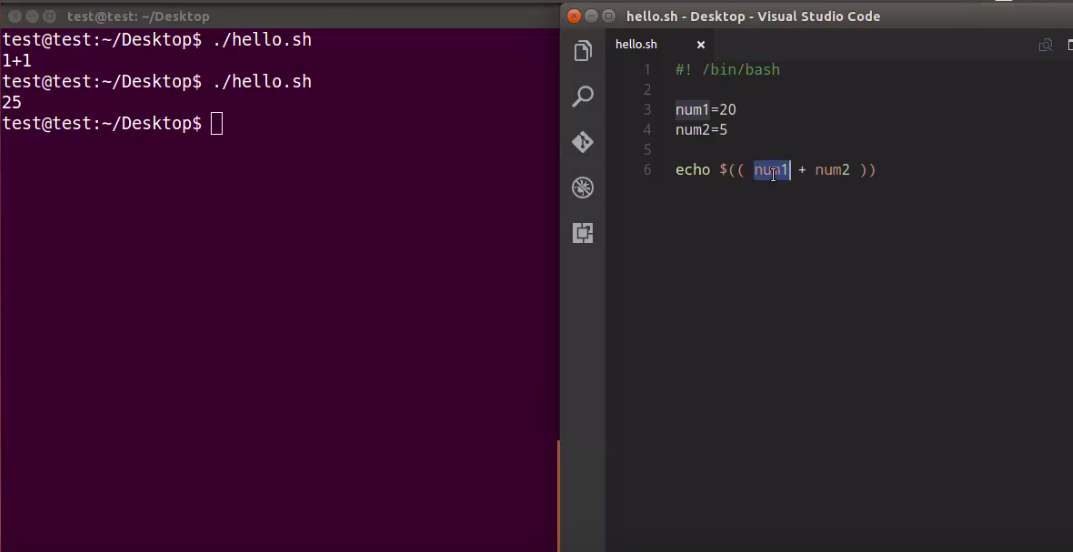 test@test: ~/Desktop
test@test:~/Desktop$ ./hello.sh
1+1
test@test:~/Desktop$ ./hello.sh
25
test@test:~/Desktop$
hello.sh - Desktop - Visual Studio Code
hello.sh
1 #! /bin/bash
2
3 num1=20
4 num2=5
5
6 echo $(( num1 + num2 ))